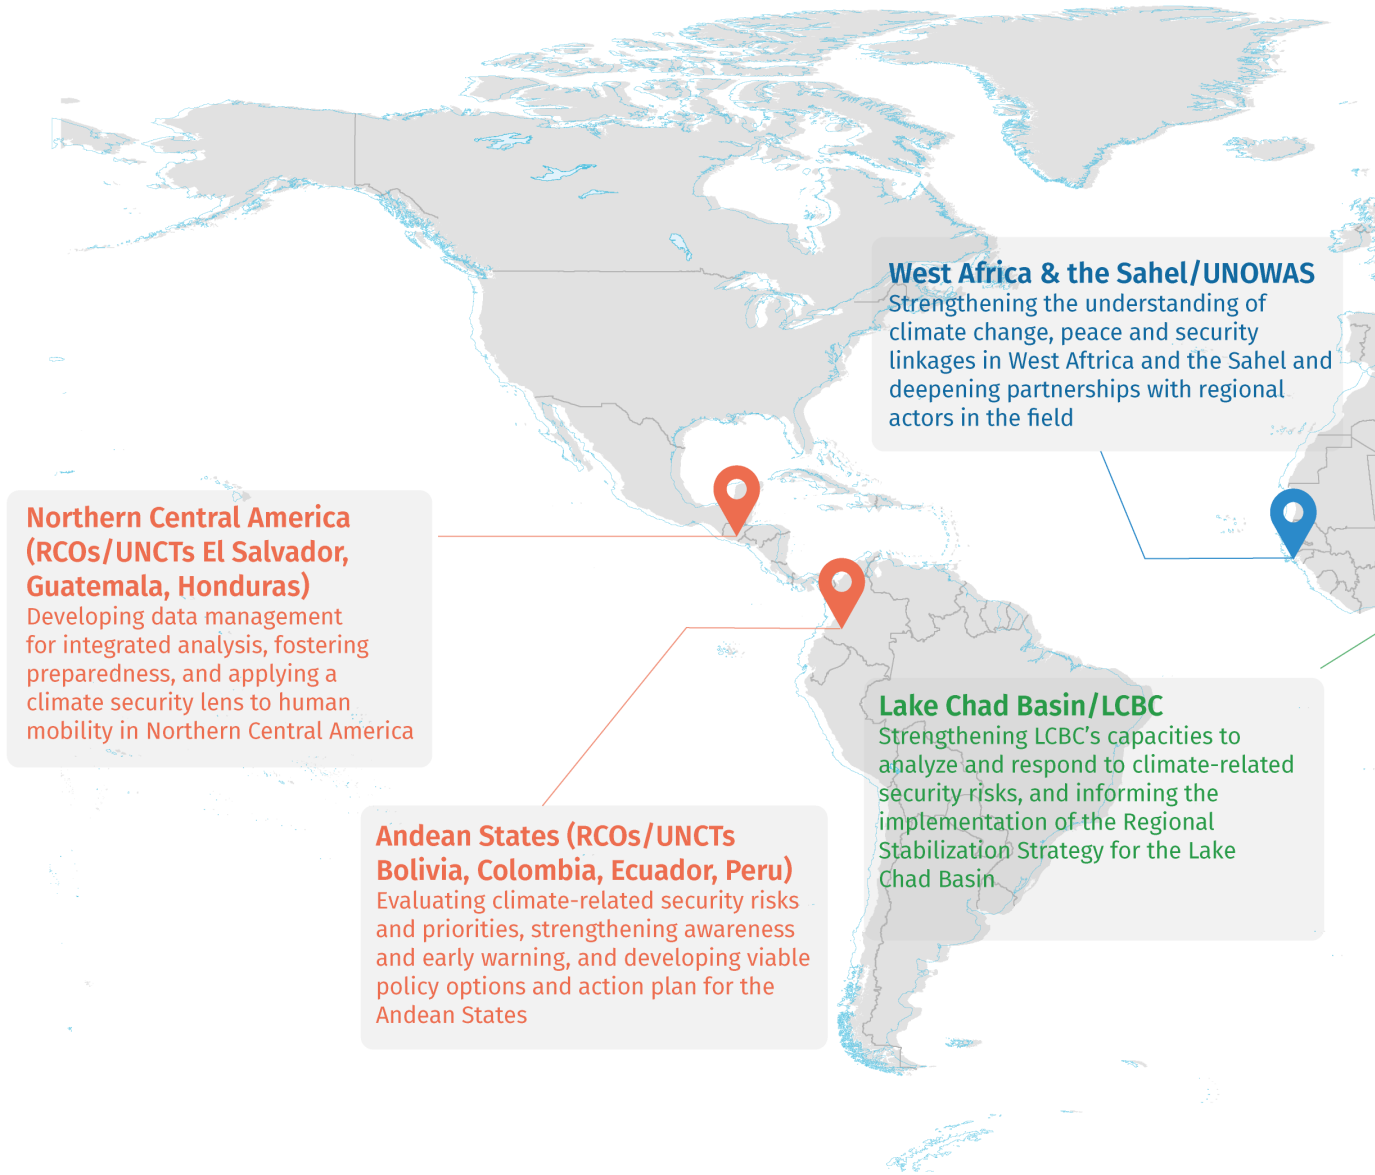 West Africa & the Sahel/UNOWAS
Strengthening the understanding of
climate change, peace and security
linkages in West Aftrica and the Sahel and
deepening partnerships with regional
actors in the field
Northern Central America
(RCOs/UNCTs El Salvador,
Guatemala, Honduras)
Developing data management
for integrated analysis, fostering
preparedness, and applying a
climate security lens to human
mobility in Northern Central America
Lake Chad Basin/LCBC
Strengthening LCBC’s capacities to
analyze and respond to climate-related
security risks, and informing the
implementation of the Regional
Stabilization Strategy for the Lake
Chad Basin
Andean States (RCOs/UNCTs
Bolivia, Colombia, Ecuador, Peru)
Evaluating climate-related security risks
and priorities, strengthening awareness
and early warning, and developing viable
policy options and action plan for the
Andean States